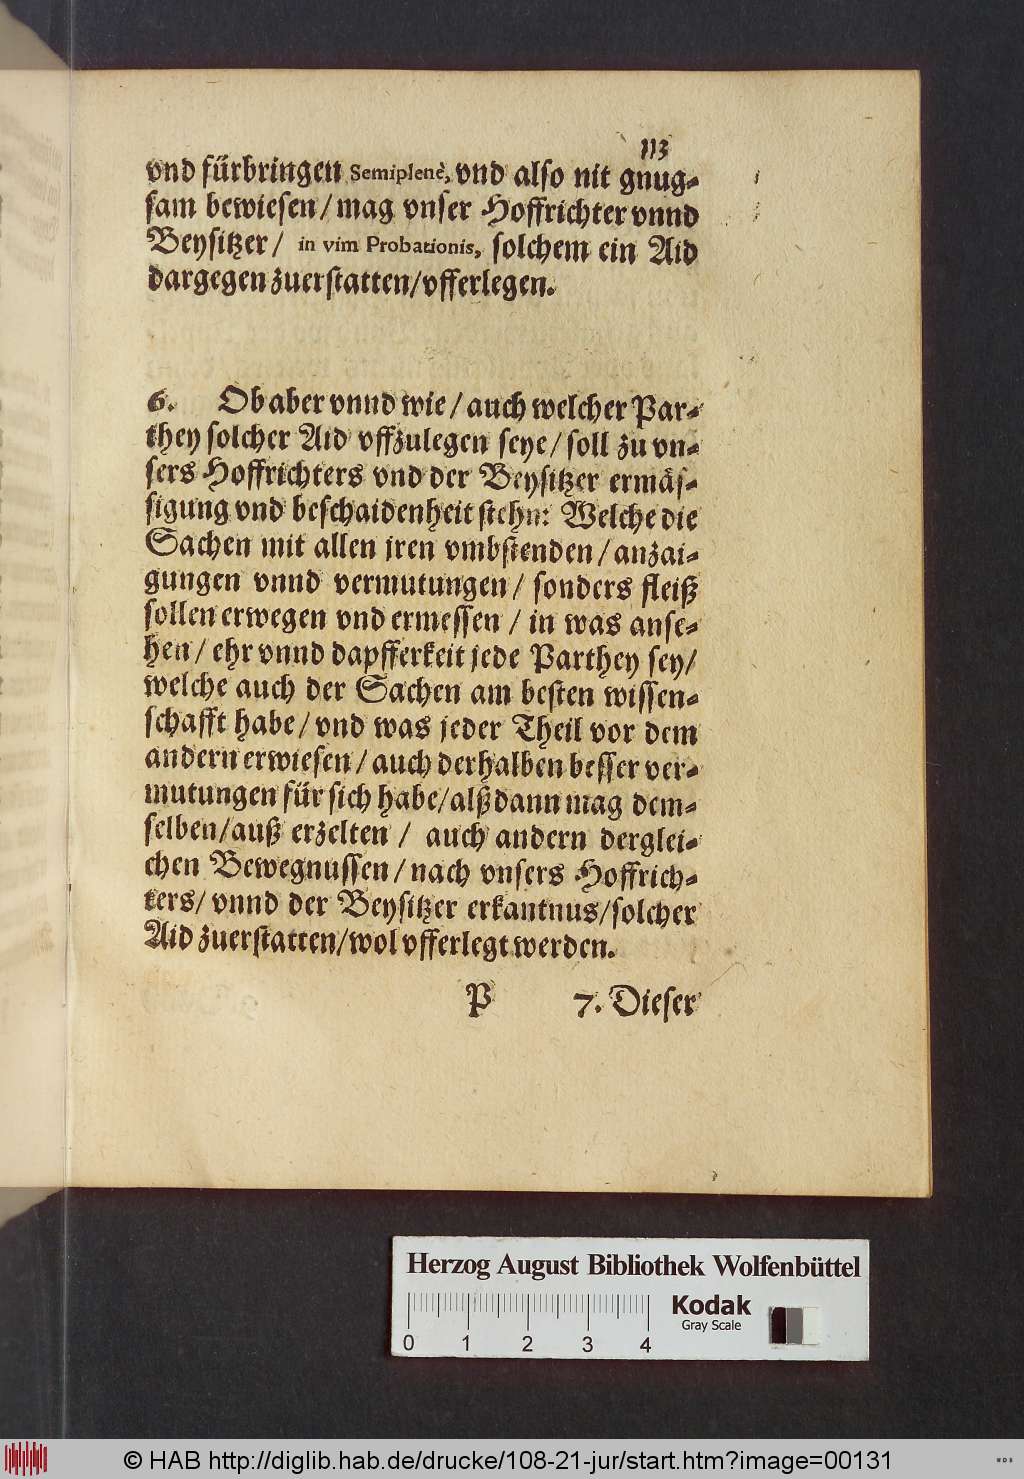 113
vnd fürbringen Semiplenè, vnd also nit gnug-
sam bewiesen/ mag vnser Hoffrichter vnnd
Beysitzer/ in vim Probationis, solchem ein Aid
dargegen zuerstatten/ vfferlegen.
6. Ob aber vnnd wie/ auch welcher Par-
they solcher Aid vffzulegen seye/ soll zu vn-
sers Hoffrichters vnd der Beysitzer ermäs-
sigung vnd beschaidenheit stehn: Welche die
Sachen mit allen jren vmbstenden/ anzai-
gungen vnnd vermutungen/ sonders fleiß
sollen erwegen vnd ermessen/ in was anse-
hen/ ehr vnnd dapfferkeit jede Parthey sey/
welche auch der Sachen am besten wissen-
schafft habe/ vnd was jeder Theil vor dem
andern erwiesen/ auch derhalben besser ver-
mutungen für sich habe/ alßdann mag dem-
selben/ auß erzelten/ auch andern derglei-
chen Bewegnussen/ nach vnsers Hoffrich-
ters/ vnnd der Beysitzer erkantnus/ solcher
Aid zuerstatten/ wol vfferlegt werden.
P 7. Dieser
Herzog August Bibliothek Wolfenbüttel
0 1 2 3 4
Kodak
Gray Scale
© HAB http://diglib.hab.de/drucke/108-21-jur/start.htm?image=00131